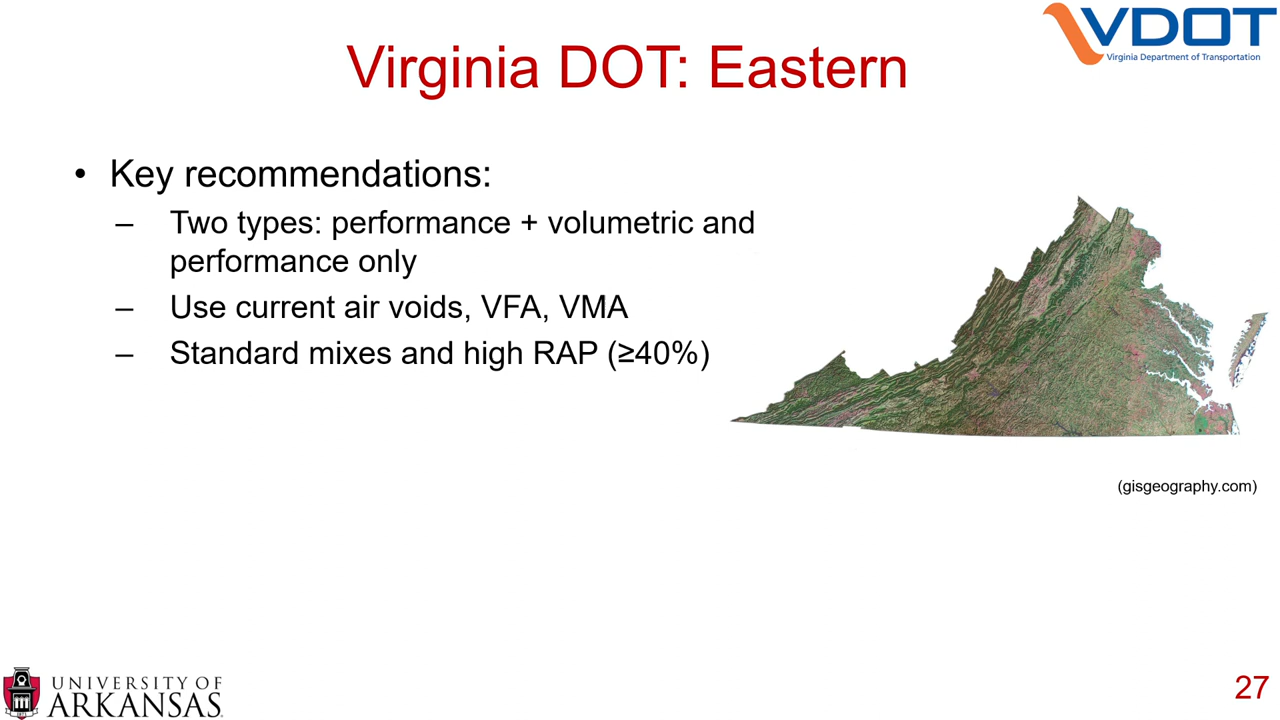 VDOT
Virginia Department of Transportation
Virginia DOT: Eastern
• Key recommendations:
– Two types: performance + volumetric and
performance only
– Use current air voids, VFA, VMA
– Standard mixes and high RAP (≥40%)
(gisgeography.com)
UNIVERSITY OF
ARKANSAS
27